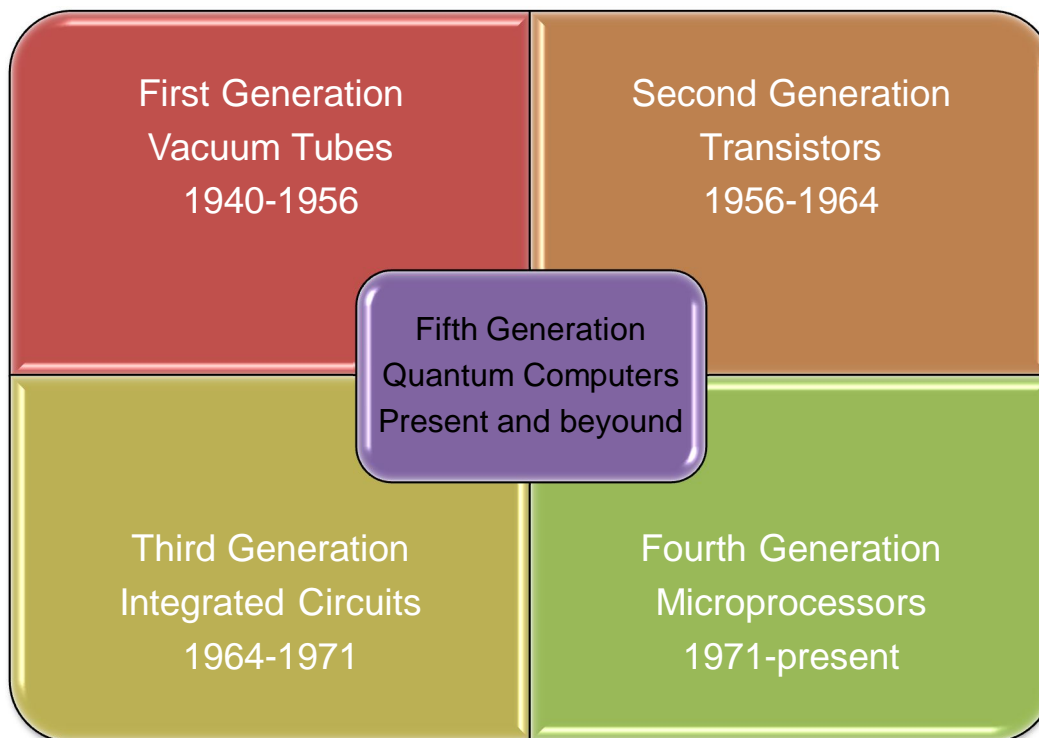 First Generation
Vacuum Tubes
1940-1956
Second Generation
Transistors
1956-1964
Fifth Generation
Quantum Computers
Present and beyound
Third Generation
Integrated Circuits
1964-1971
Fourth Generation
Microprocessors
1971-present